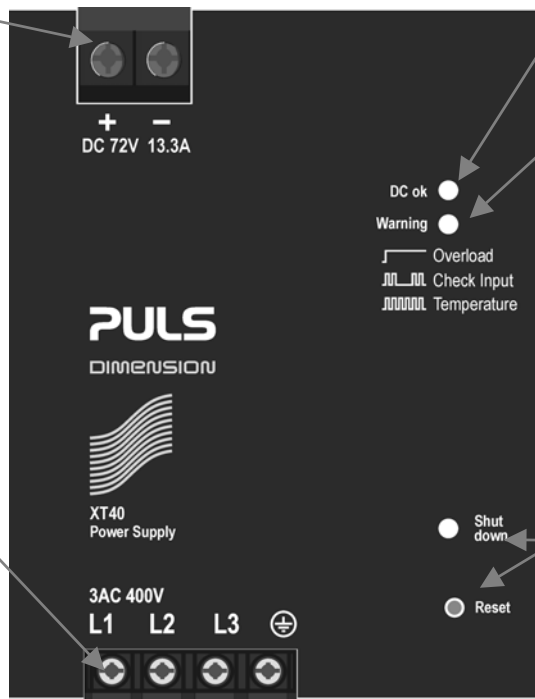 + −
DC 72V 13.3A
DC ok
Warning
Overload
Check Input
Temperature
PULS
DIMENSION
XT40
Power Supply
Shut
down
Reset
3AC 400V
L1 L2 L3